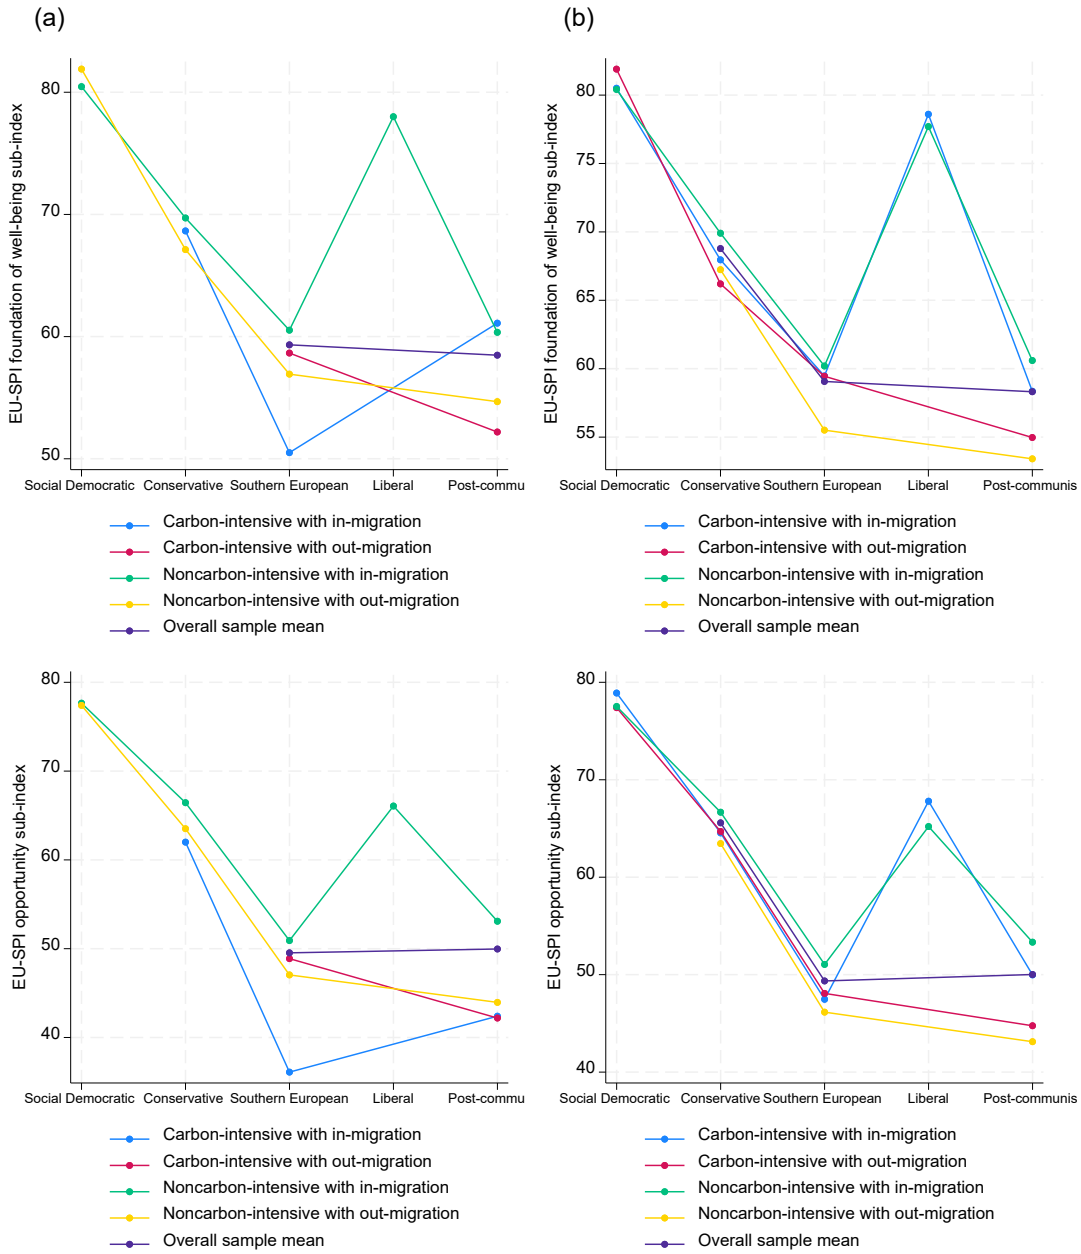 (a)
EU-SPI foundation of well-being sub-index
80
70
60
50
Social Democratic Conservative Southern European Liberal Post-commu
Carbon-intensive with in-migration
Carbon-intensive with out-migration
Noncarbon-intensive with in-migration
Noncarbon-intensive with out-migration
Overall sample mean
(b)
EU-SPI foundation of well-being sub-index
80
75
70
65
60
55
Social Democratic Conservative Southern European Liberal Post-communis
Carbon-intensive with in-migration
Carbon-intensive with out-migration
Noncarbon-intensive with in-migration
Noncarbon-intensive with out-migration
Overall sample mean
EU-SPI opportunity sub-index
80
70
60
50
40
Social Democratic Conservative Southern European Liberal Post-commu
Carbon-intensive with in-migration
Carbon-intensive with out-migration
Noncarbon-intensive with in-migration
Noncarbon-intensive with out-migration
Overall sample mean
EU-SPI opportunity sub-index
80
70
60
50
40
Social Democratic Conservative Southern European Liberal Post-communis
Carbon-intensive with in-migration
Carbon-intensive with out-migration
Noncarbon-intensive with in-migration
Noncarbon-intensive with out-migration
Overall sample mean